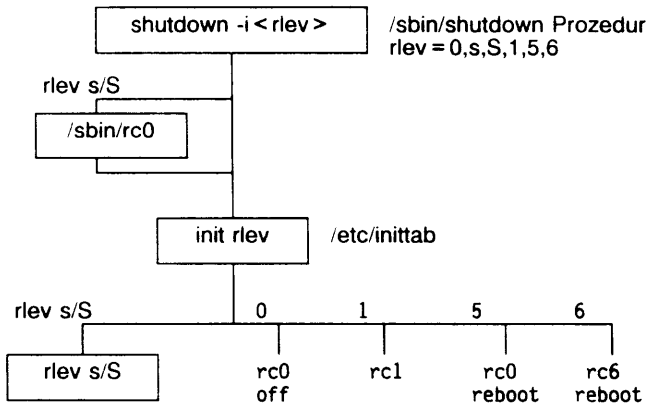 shutdown -i<rlev>
/sbin/shutdown Prozedur
rlev = 0,s,S,1,5,6
rlev s/S
/sbin/rc0
init rlev
/etc/inittab
rlev s/S 0 1 5 6
rlev s/S
rc0 rc1 rc0 rc6
off reboot reboot